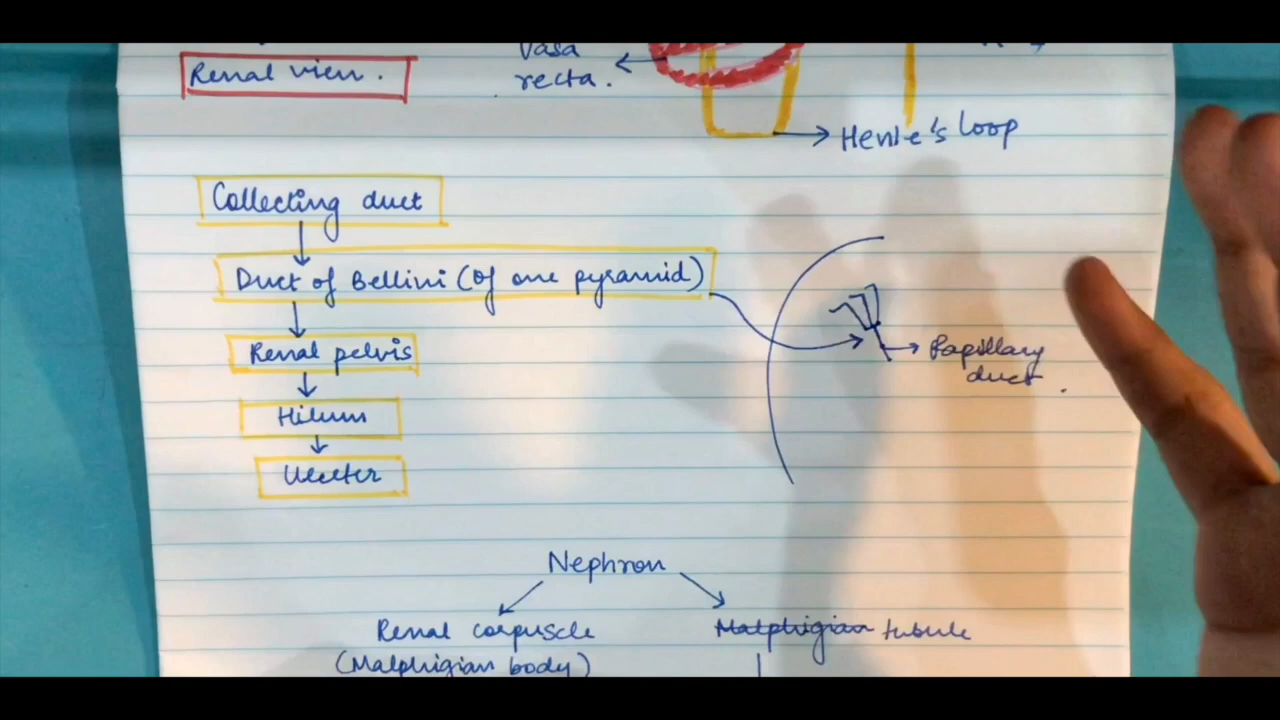 Vasa
recta.
Renal vien.
Henle's loop
Collecting duct
Duct of Bellini (of one pyramid)
Renal pelvis
Papillary
duct.
Hilum
Ureter
Nephron
Renal corpuscle
Malphigian tubule
(Malphigian body)